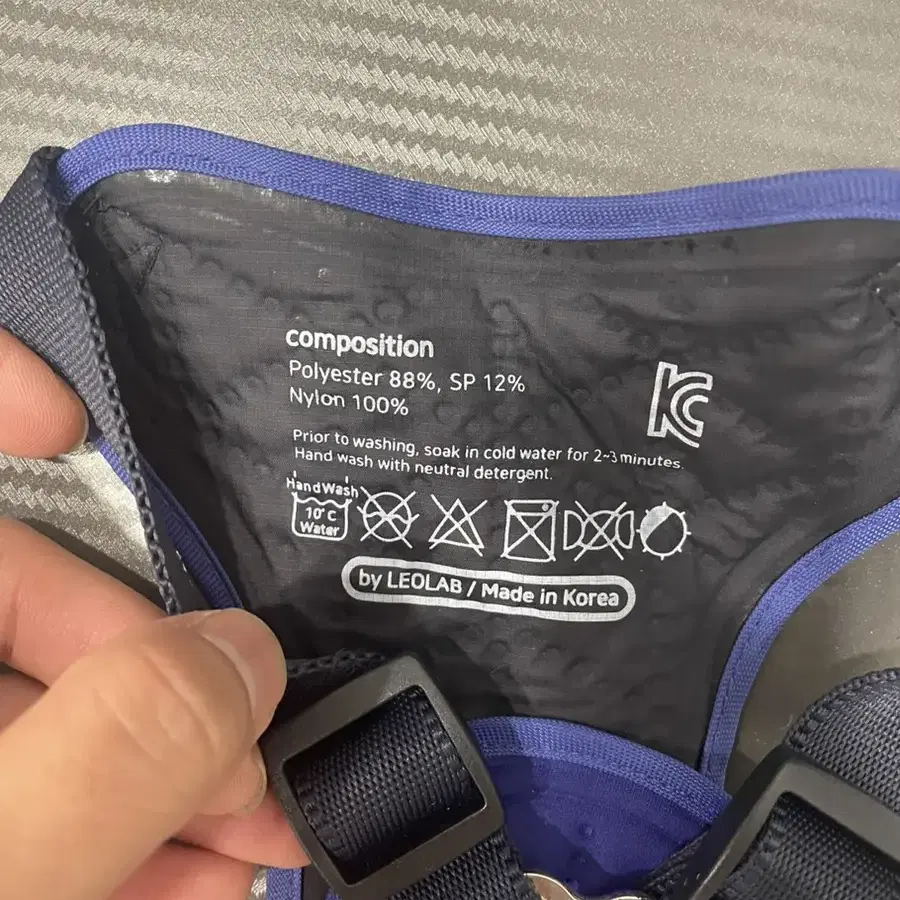 composition
Polyester 88%, SP 12%
Nylon 100%
KC
Prior to washing, soak in cold water for 2~3 minutes.
Hand wash with neutral detergent.
HandWash
10°C
Water
by LEOLAB / Made in Korea